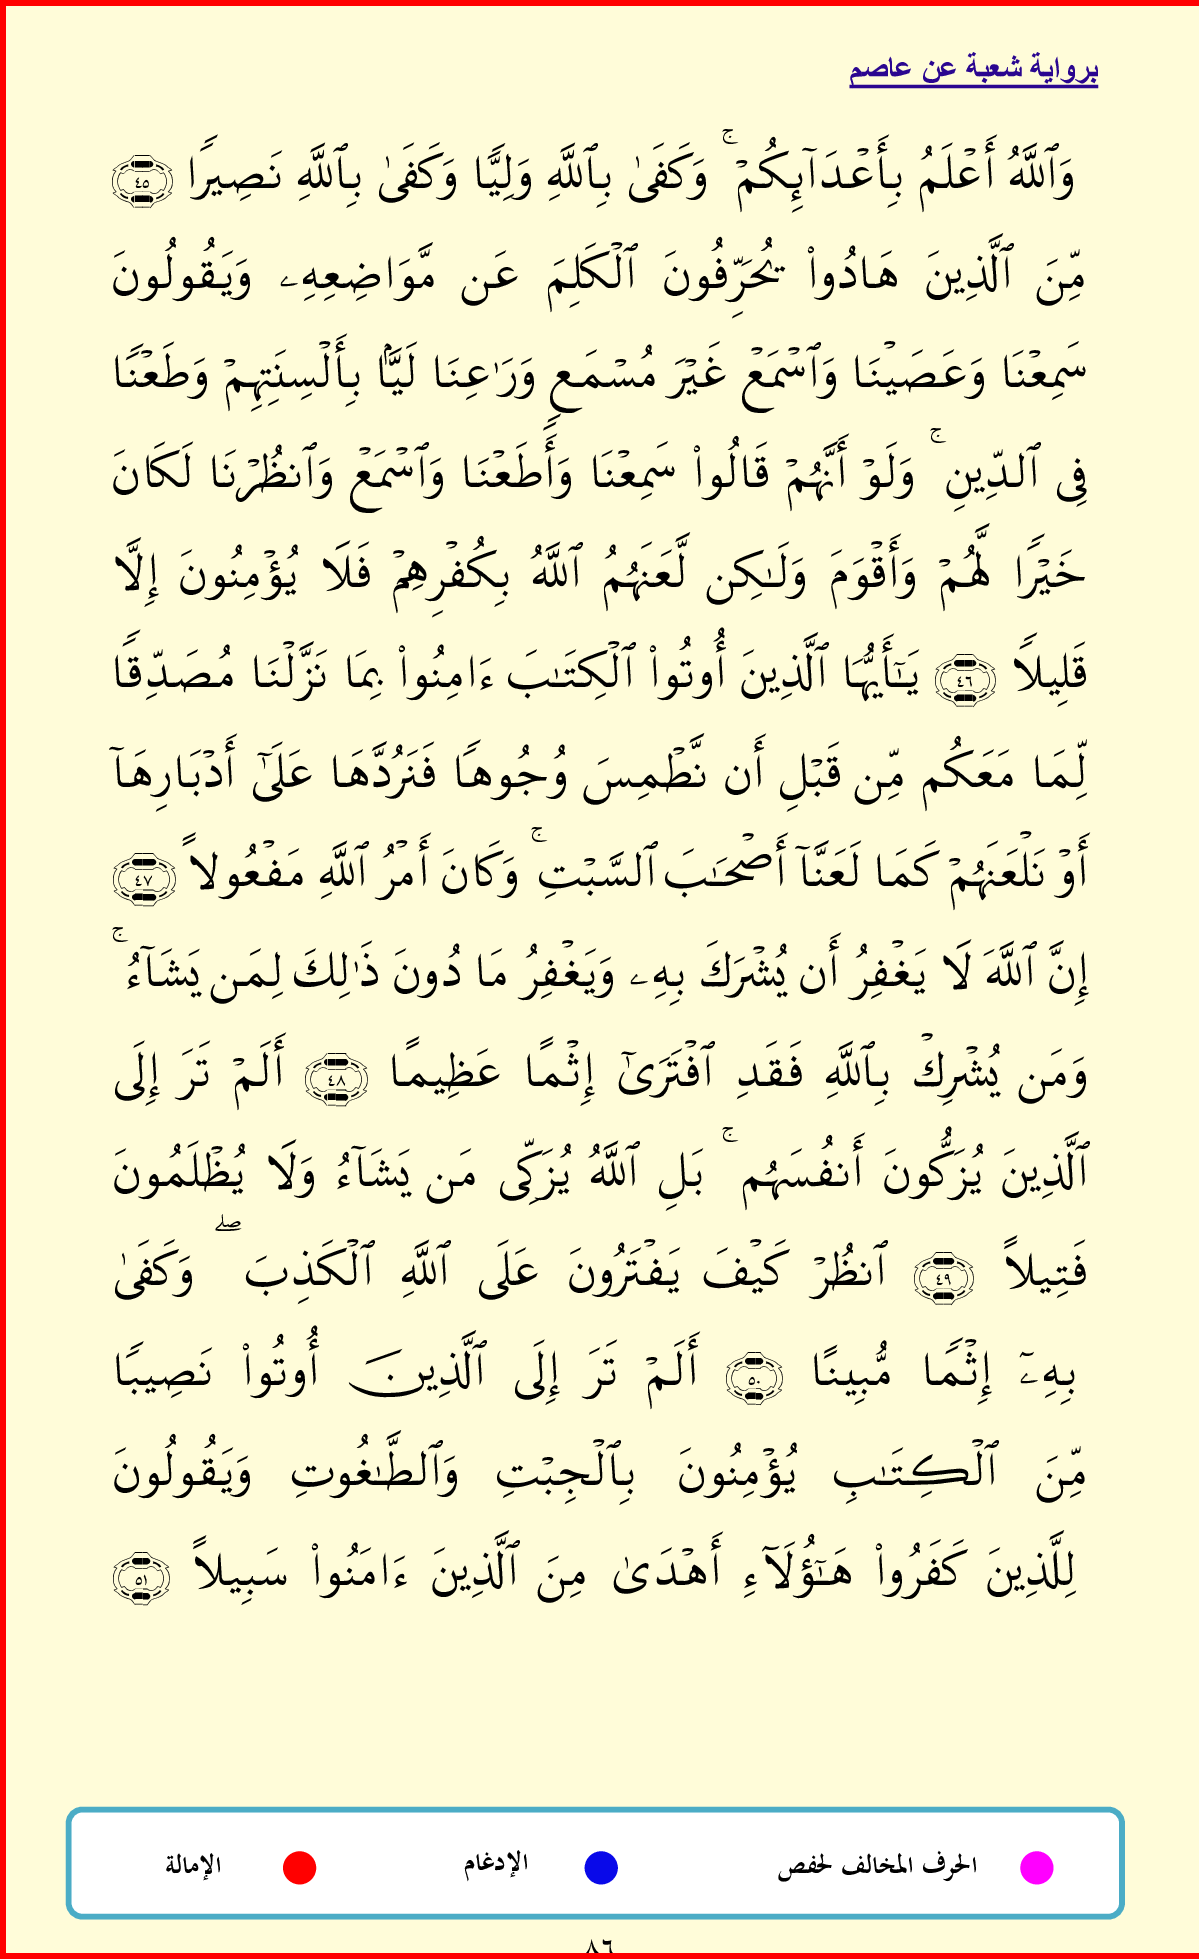 برواية شعبة عن عاصم
وَٱللَّهُ أَعۡلَمُ بِأَعۡدَآئِكُمۡۚ وَكَفَىٰ بِٱللَّهِ وَلِيًّا وَكَفَىٰ بِٱللَّهِ نَصِيرًا ٤٥
مِّنَ ٱلَّذِينَ هَادُواْ يُحَرِّفُونَ ٱلۡكَلِمَ عَن مَّوَاضِعِهِۦ وَيَقُولُونَ
سَمِعۡنَا وَعَصَيۡنَا وَٱسۡمَعۡ غَيۡرَ مُسۡمَعٍ وَرَٰعِنَا لَيَّۢا بِأَلۡسِنَتِهِمۡ وَطَعۡنًا
فِي ٱلدِّينِۚ وَلَوۡ أَنَّهُمۡ قَالُواْ سَمِعۡنَا وَأَطَعۡنَا وَٱسۡمَعۡ وَٱنظُرۡنَا لَكَانَ
خَيۡرًا لَّهُمۡ وَأَقۡوَمَ وَلَٰكِن لَّعَنَهُمُ ٱللَّهُ بِكُفۡرِهِمۡ فَلَا يُؤۡمِنُونَ إِلَّا
قَلِيلاً ٤٦ يَٰٓأَيُّهَا ٱلَّذِينَ أُوتُواْ ٱلۡكِتَٰبَ ءَامِنُواْ بِمَا نَزَّلۡنَا مُصَدِّقًا
لِّمَا مَعَكُم مِّن قَبۡلِ أَن نَّطۡمِسَ وُجُوهًا فَنَرُدَّهَا عَلَىٰٓ أَدۡبَارِهَآ
أَوۡ نَلۡعَنَهُمۡ كَمَا لَعَنَّآ أَصۡحَٰبَ ٱلسَّبۡتِۚ وَكَانَ أَمۡرُ ٱللَّهِ مَفۡعُولاً ٤٧
إِنَّ ٱللَّهَ لَا يَغۡفِرُ أَن يُشۡرَكَ بِهِۦ وَيَغۡفِرُ مَا دُونَ ذَٰلِكَ لِمَن يَشَآءُۚ
وَمَن يُشۡرِكۡ بِٱللَّهِ فَقَدِ ٱفۡتَرَىٰٓ إِثۡمًا عَظِيمًا ٤٨ أَلَمۡ تَرَ إِلَى
ٱلَّذِينَ يُزَكُّونَ أَنفُسَهُمۚ بَلِ ٱللَّهُ يُزَكِّي مَن يَشَآءُ وَلَا يُظۡلَمُونَ
فَتِيلاً ٤٩ ٱنظُرۡ كَيۡفَ يَفۡتَرُونَ عَلَى ٱللَّهِ ٱلۡكَذِبَۖ وَكَفَىٰ
بِهِۦٓ إِثۡمًا مُّبِينًا ٥٠ أَلَمۡ تَرَ إِلَى ٱلَّذِينَ أُوتُواْ نَصِيبًا
مِّنَ ٱلۡكِتَٰبِ يُؤۡمِنُونَ بِٱلۡجِبۡتِ وَٱلطَّٰغُوتِ وَيَقُولُونَ
لِلَّذِينَ كَفَرُواْ هَٰٓؤُلَآءِ أَهۡدَىٰ مِنَ ٱلَّذِينَ ءَامَنُواْ سَبِيلاً ٥١
الحرف المخالف لحفص الإدغام الإمالة
٨٦